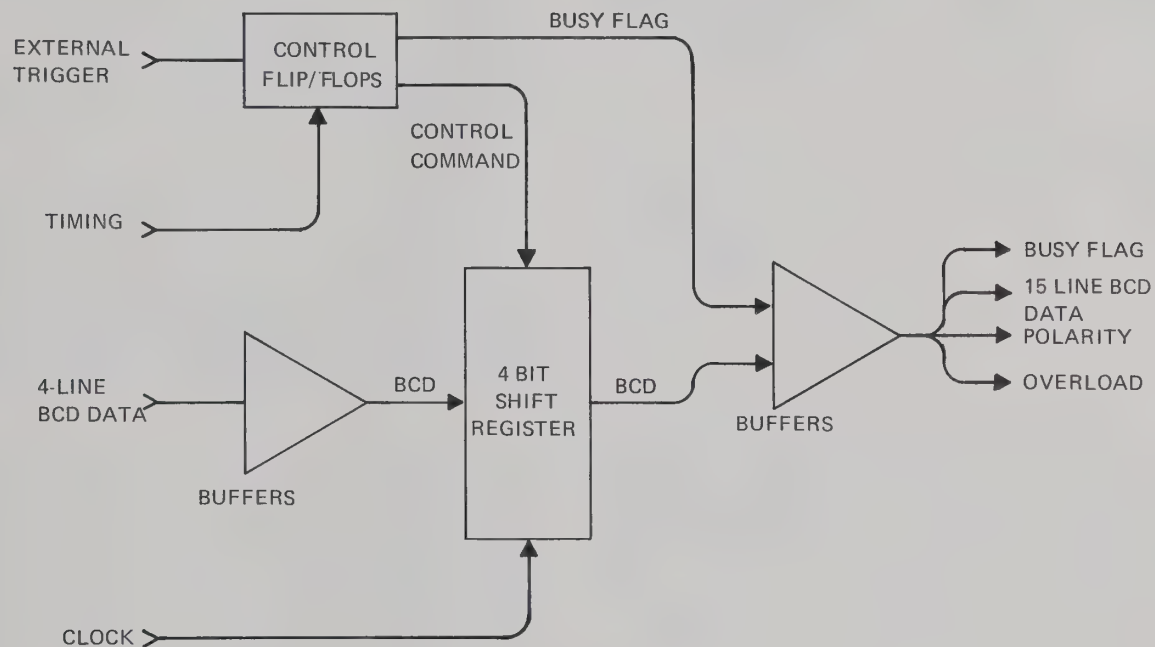 BUSY FLAG
EXTERNAL
TRIGGER
CONTROL
FLIP/FLOPS
CONTROL
COMMAND
TIMING
BUSY FLAG
15 LINE BCD
DATA
POLARITY
OVERLOAD
4-LINE
BCD DATA
BCD
4 BIT
SHIFT
REGISTER
BCD
BUFFERS
BUFFERS
CLOCK